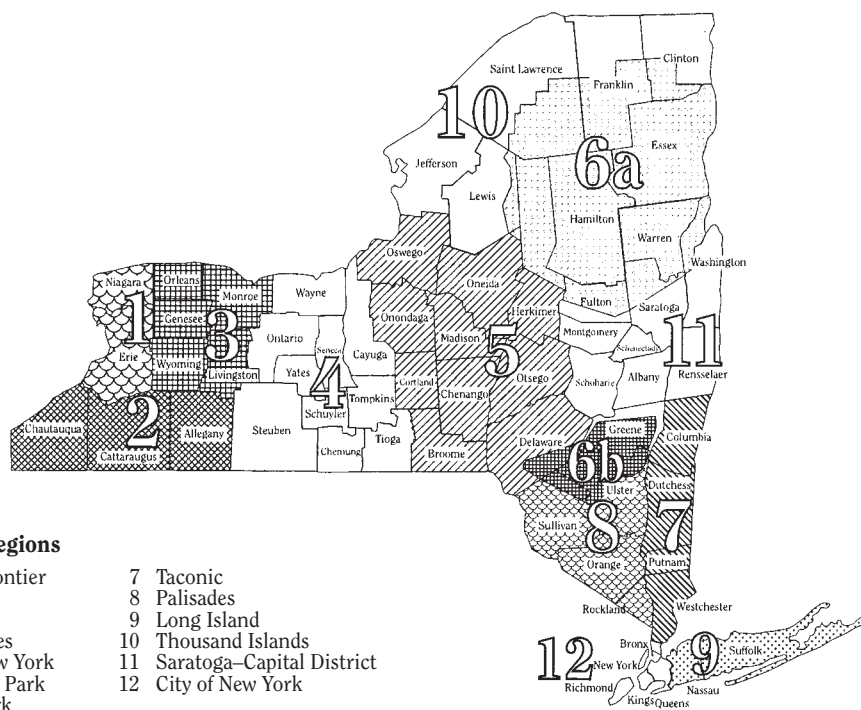 Saint Lawrence
Clinton
Franklin
10
6a
Essex
Jefferson
Lewis
Hamilton
Warren
Oswego
Washington
Niagara
Orleans
Monroe
Wayne
Oneida
Fulton
Saratoga
Genesee
1
3
Ontario
Onondaga
Herkimer
Madison
5
Montgomery
Schenectady
11
Erie
Wyoming
Livingston
Yates
Seneca
Cayuga
4
Cortland
Chenango
Otsego
Schoharie
Albany
Rensselaer
Tompkins
Schuyler
Chautauqua
2
Cattaraugus
Allegany
Steuben
Chemung
Tioga
Broome
Delaware
Greene
Columbia
6b
Ulster
Dutchess
Sullivan
8
7
Orange
Putnam
Rockland
Westchester
egions
ontier
es
w York
Park
rk
7 Taconic
8 Palisades
9 Long Island
10 Thousand Islands
11 Saratoga–Capital District
12 City of New York
12
Bronx
New York
Richmond
Kings
Queens
Nassau
9
Suffolk